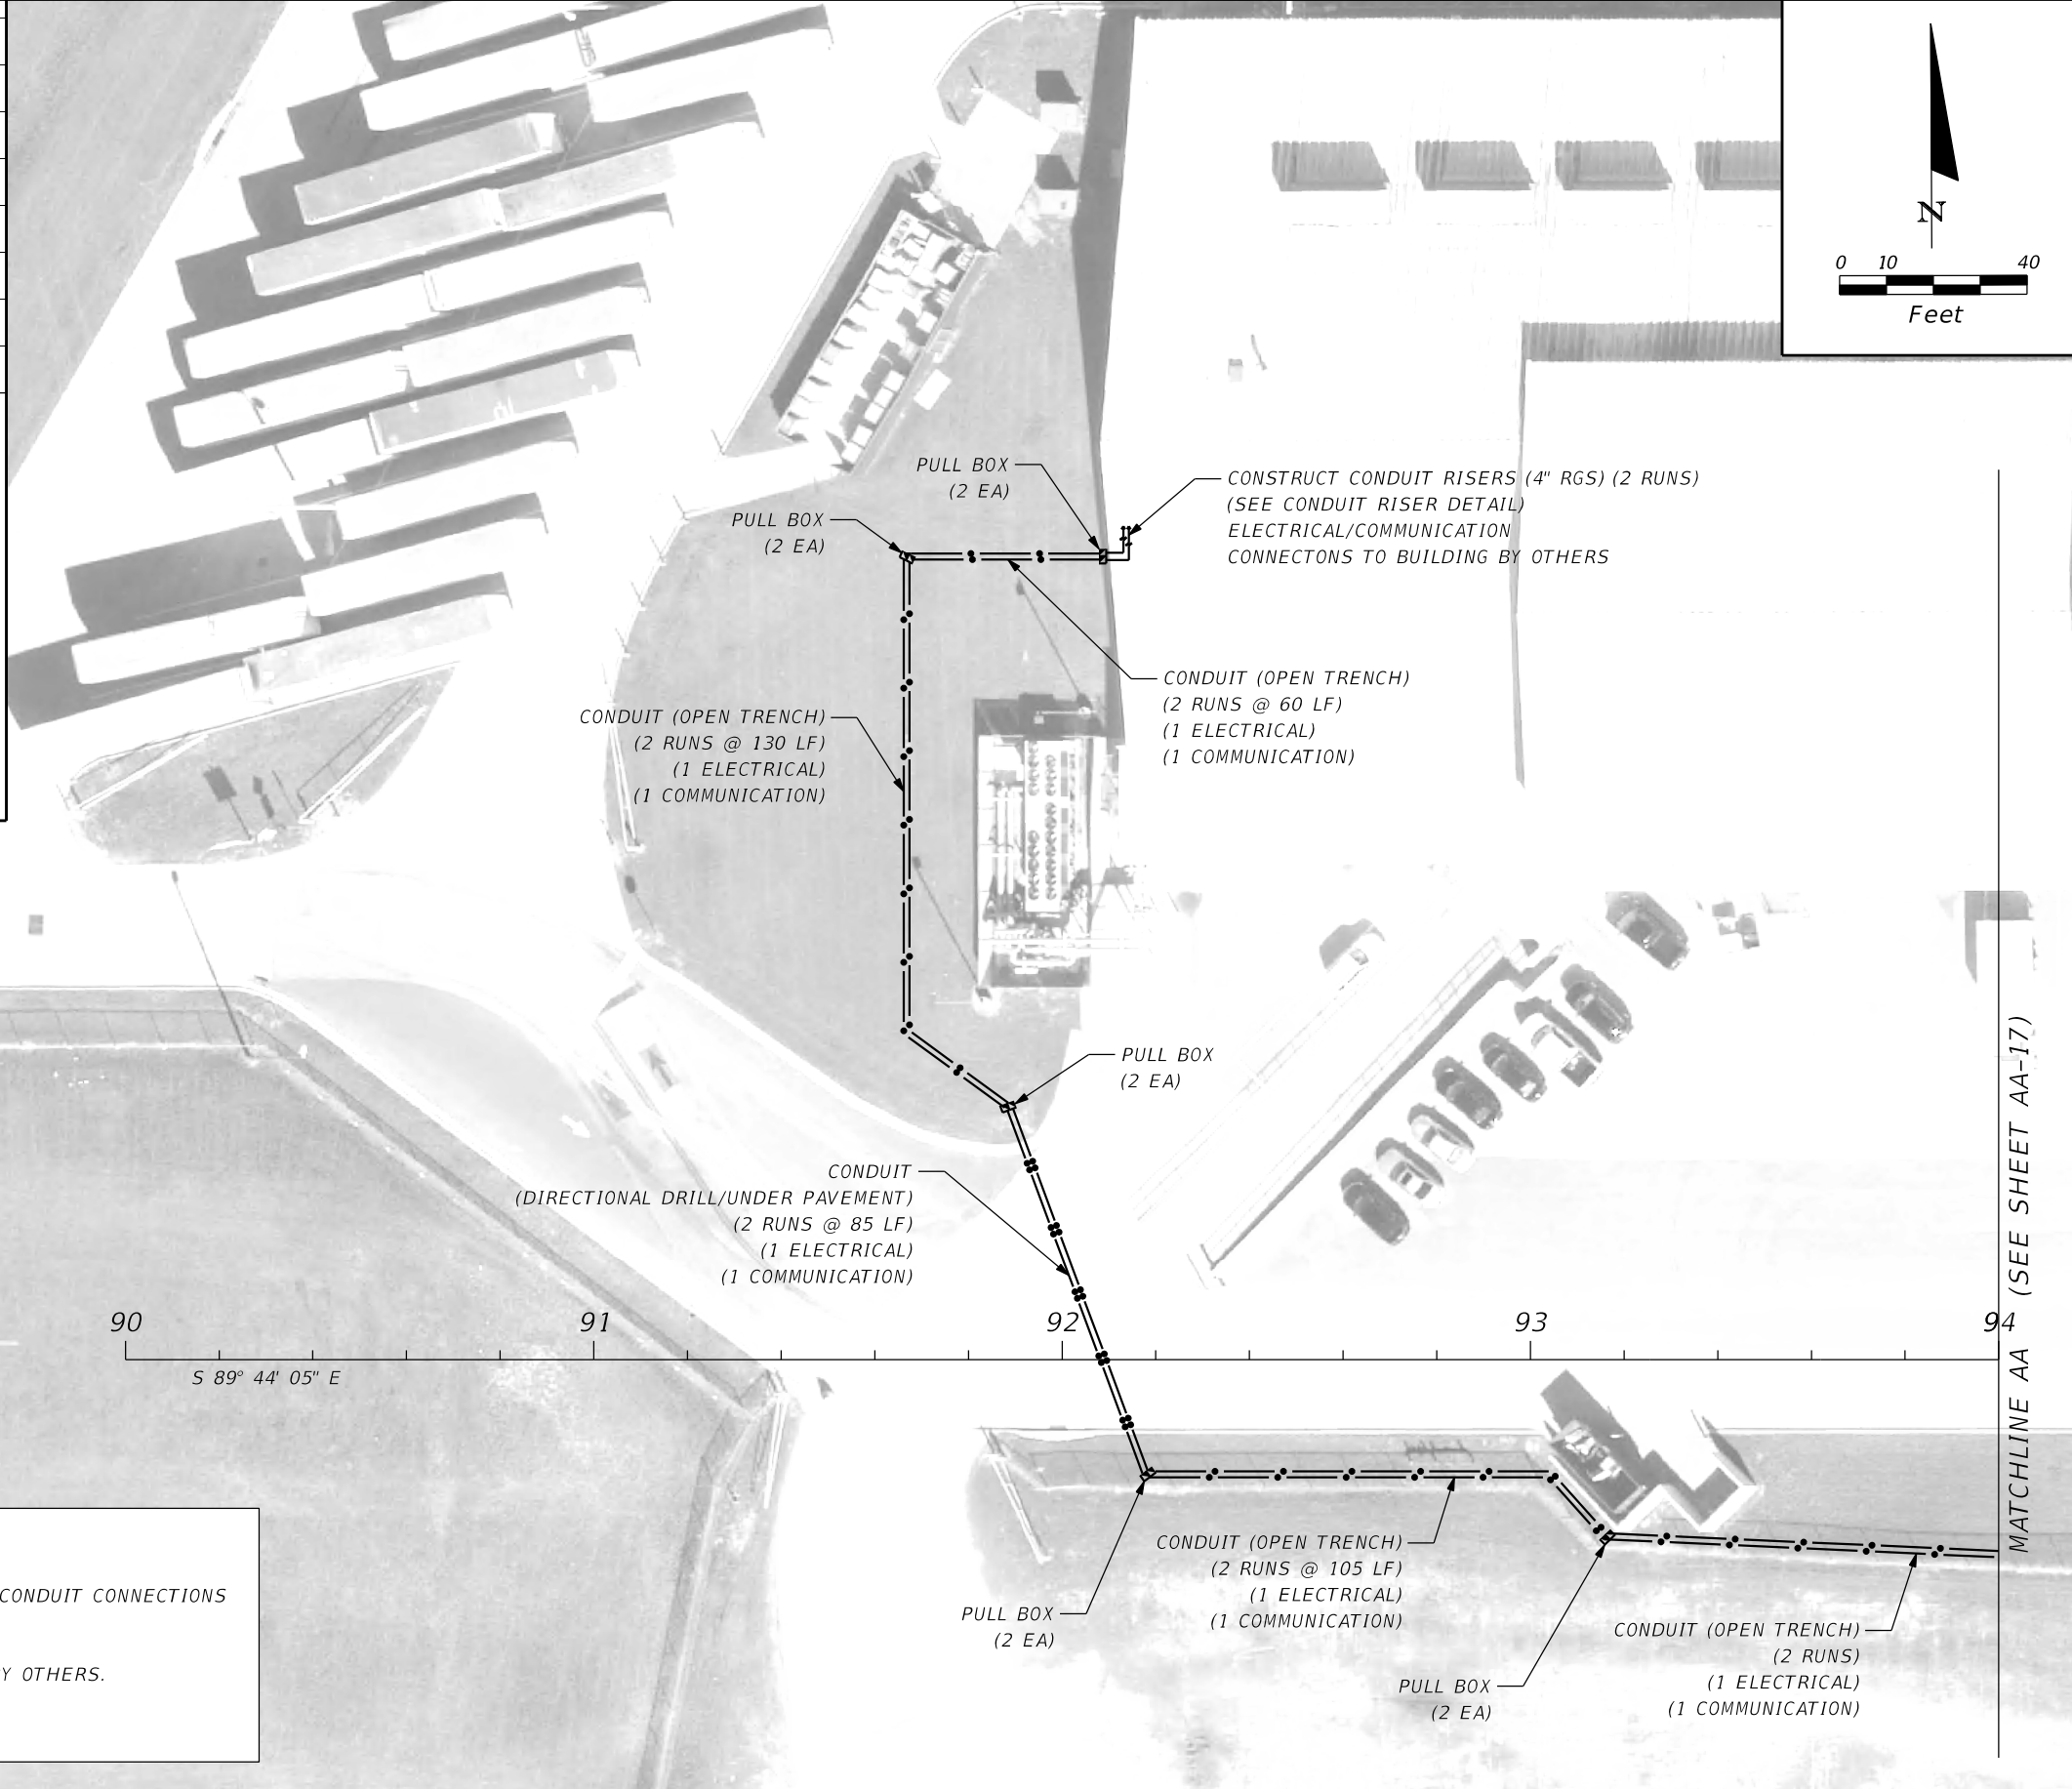 N
0 10 40
Feet
PULL BOX
(2 EA)
CONSTRUCT CONDUIT RISERS (4" RGS) (2 RUNS)
(SEE CONDUIT RISER DETAIL)
ELECTRICAL/COMMUNICATION
CONNECTONS TO BUILDING BY OTHERS
PULL BOX
(2 EA)
CONDUIT (OPEN TRENCH)
(2 RUNS @ 60 LF)
(1 ELECTRICAL)
(1 COMMUNICATION)
CONDUIT (OPEN TRENCH)
(2 RUNS @ 130 LF)
(1 ELECTRICAL)
(1 COMMUNICATION)
PULL BOX
(2 EA)
CONDUIT
(DIRECTIONAL DRILL/UNDER PAVEMENT)
(2 RUNS @ 85 LF)
(1 ELECTRICAL)
(1 COMMUNICATION)
90 91 92 93 94
S 89° 44' 05" E
MATCHLINE AA (SEE SHEET AA-17)
CONDUIT (OPEN TRENCH)
(2 RUNS @ 105 LF)
(1 ELECTRICAL)
(1 COMMUNICATION)
PULL BOX
(2 EA)
CONDUIT (OPEN TRENCH)
(2 RUNS)
(1 ELECTRICAL)
(1 COMMUNICATION)
PULL BOX
(2 EA)
CONDUIT CONNECTIONS
Y OTHERS.